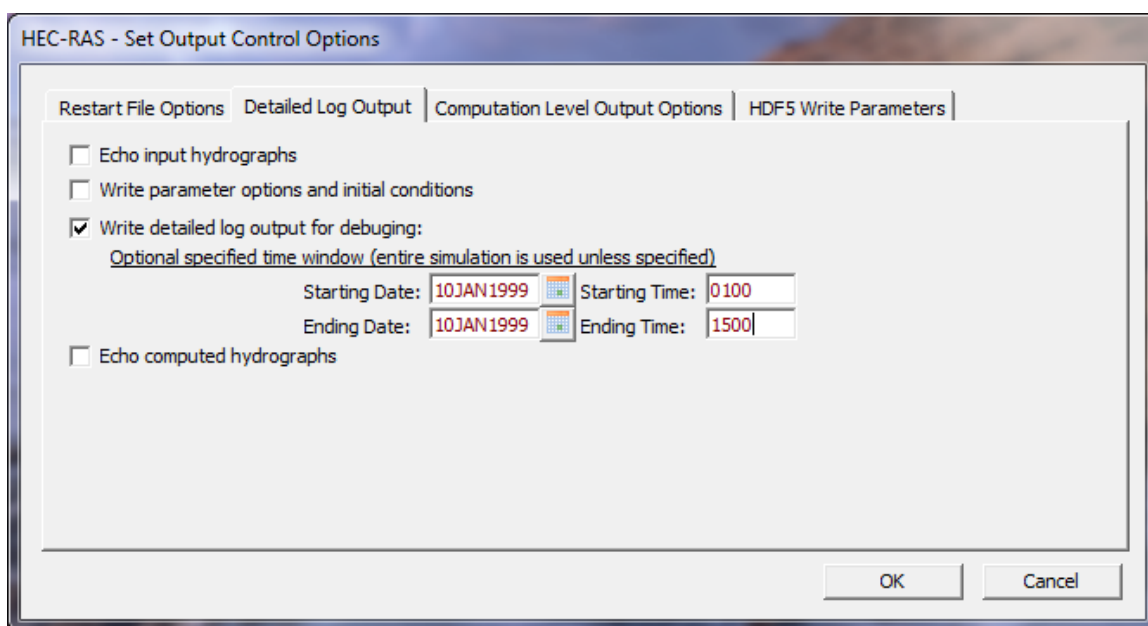 HEC-RAS - Set Output Control Options
Restart File Options Detailed Log Output Computation Level Output Options HDF5 Write Parameters
Echo input hydrographs
Write parameter options and initial conditions
Write detailed log output for debuging:
Optional specified time window (entire simulation is used unless specified)
Starting Date: 10JAN1999 Starting Time: 0100
Ending Date: 10JAN1999 Ending Time: 1500
Echo computed hydrographs
OK Cancel